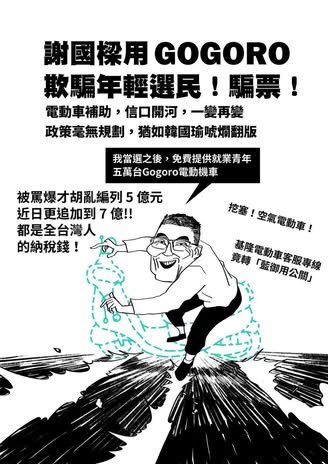 謝國樑用 GOGORO
欺騙年輕選民！騙票！
電動車補助，信口開河，一變再變
政策毫無規劃，猶如韓國瑜唬爛翻版
我當選之後，免費提供就業青年
五萬台Gogoro電動機車
被罵爆才胡亂編列 5 億元
近日更追加到 7 億!!
都是全台灣人
的納稅錢！
挖塞！空氣電動車！
基隆電動車客服專線
竟轉「藍御用公關」